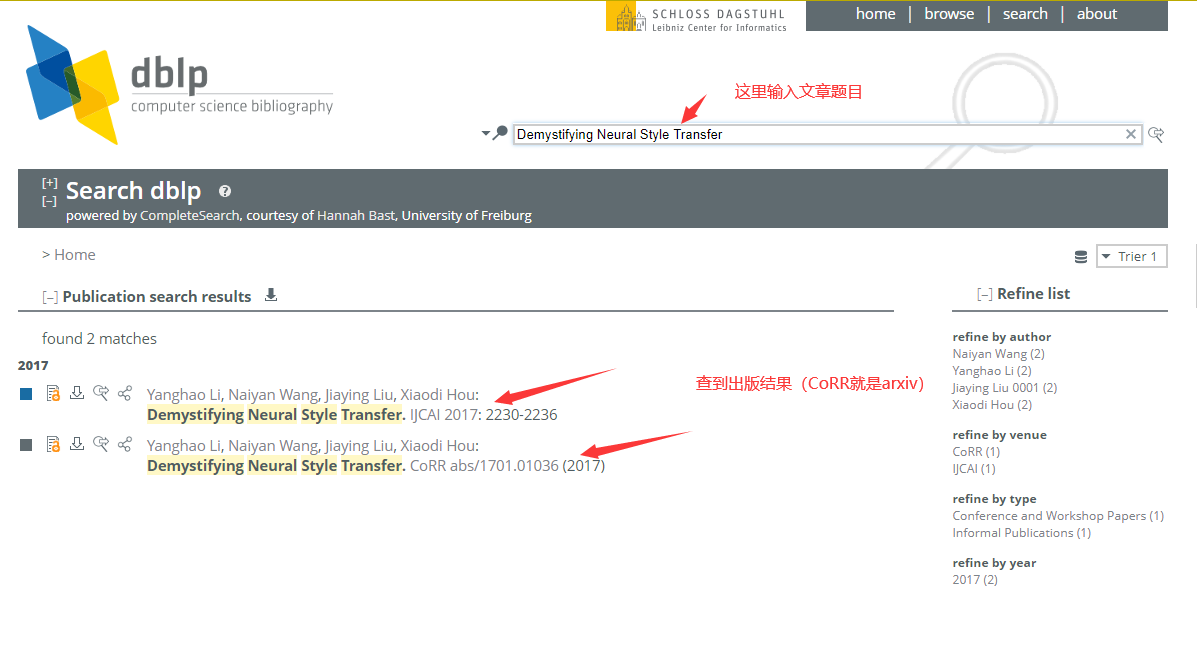 SCHLOSS DAGSTUHL
Leibniz Center for Informatics
home | browse | search | about
dblp
computer science bibliography
这里输入文章题目
Demystifying Neural Style Transfer
[+]
[–]
Search dblp
powered by CompleteSearch, courtesy of Hannah Bast, University of Freiburg
> Home
Trier 1
[–] Publication search results
found 2 matches
2017
Yanghao Li, Naiyan Wang, Jiaying Liu, Xiaodi Hou:
Demystifying Neural Style Transfer. IJCAI 2017: 2230-2236
查到出版结果（CoRR就是arxiv）
Yanghao Li, Naiyan Wang, Jiaying Liu, Xiaodi Hou:
Demystifying Neural Style Transfer. CoRR abs/1701.01036 (2017)
[–] Refine list
refine by author
Naiyan Wang (2)
Yanghao Li (2)
Jiaying Liu 0001 (2)
Xiaodi Hou (2)
refine by venue
CoRR (1)
IJCAI (1)
refine by type
Conference and Workshop Papers (1)
Informal Publications (1)
refine by year
2017 (2)